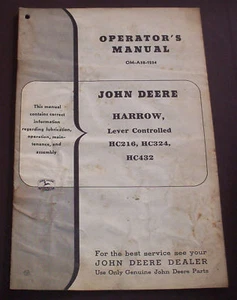 OPERATOR'S
MANUAL
JOHN DEERE
HARROW,
Lever Controlled
HC216, HC324,
HC432
This manual
contains correct
information
regarding lubrication,
operation, main-
tenance, and
assembly
For the best service see your
JOHN DEERE DEALER
Use Only Genuine John Deere Parts